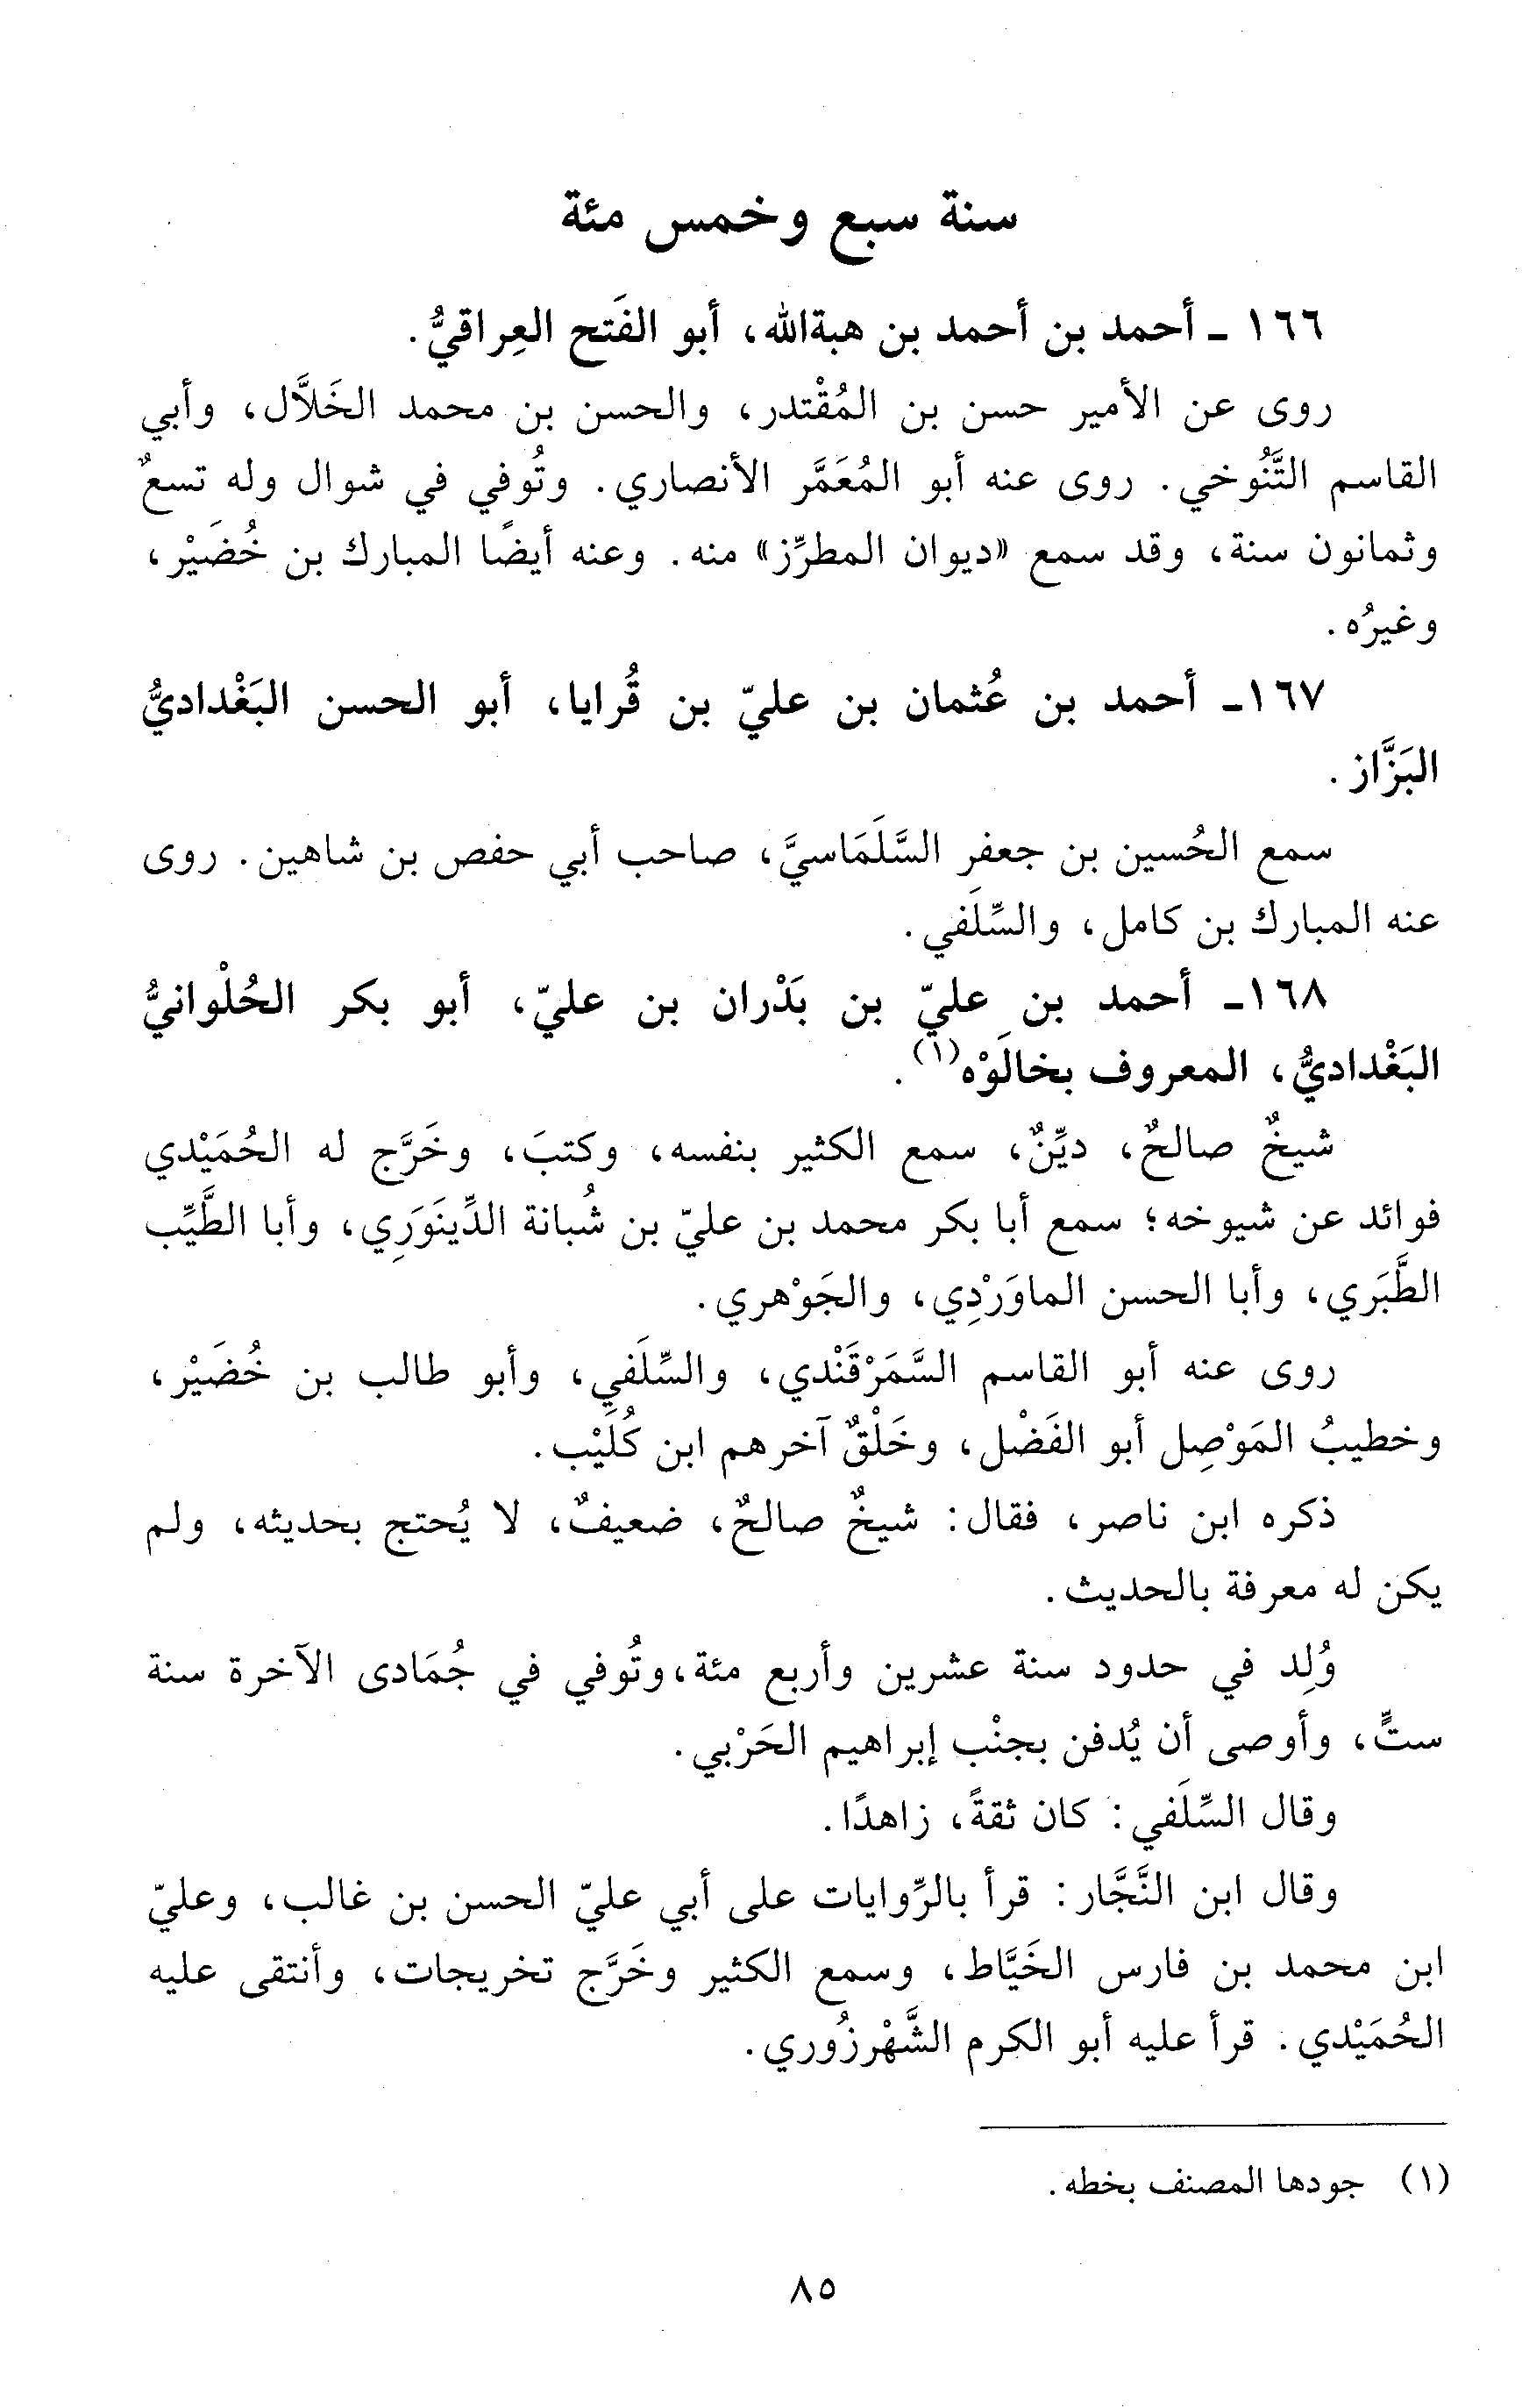 سنة سبع وخمس مئة
١٦٦ - أحمد بن أحمد بن هبةالله، أبو الفَتح العِراقيُّ.
روى عن الأمير حسن بن المُقْتدر، والحسن بن محمد الخَلاَّل، وأبي
القاسم التَّنُوخي. روى عنه أبو المُعَمَّر الأنصاري. وتُوفي في شوال وله تسعٌ
وثمانون سنة، وقد سمع «ديوان المطرِّز» منه. وعنه أيضًا المبارك بن خُضَيْر،
وغيرُه.
١٦٧- أحمد بن عُثمان بن عليّ بن قُرايا، أبو الحسن البَغْداديُّ
البَزَّاز.
سمع الحُسين بن جعفر السَّلَمَاسيَّ، صاحب أبي حفص بن شاهين. روى
عنه المبارك بن كامل، والسِّلَفي.
١٦٨- أحمد بن عليّ بن بَدْران بن عليّ، أبو بكر الحُلْوانيُّ
البَغْداديُّ، المعروف بخالَوْه(١).
شيخٌ صالحٌ، ديِّنٌ، سمع الكثير بنفسه، وكتبَ، وخَرَّج له الحُمَيْدي
فوائد عن شيوخه؛ سمع أبا بكر محمد بن عليّ بن شُبانة الدِّينَوَرِي، وأبا الطَّيِّب
الطَّبَري، وأبا الحسن الماوَرْدِي، والجَوْهري.
روى عنه أبو القاسم السَّمَرْقَنْدي، والسِّلَفي، وأبو طالب بن خُضَيْر،
وخطيبُ المَوْصِل أبو الفَضْل، وخَلْقٌ آخرهم ابن كُلَيْب.
ذكره ابن ناصر، فقال: شيخٌ صالحٌ، ضعيفٌ، لا يُحتج بحديثه، ولم
يكن له معرفة بالحديث.
وُلِد في حدود سنة عشرين وأربع مئة، وتُوفي في جُمَادى الآخرة سنة
ستٍّ، وأوصى أن يُدفن بجنْب إبراهيم الحَرْبي.
وقال السِّلَفي: كان ثقةً، زاهدًا.
وقال ابن النَّجَّار: قرأ بالرِّوايات على أبي عليّ الحسن بن غالب، وعليّ
ابن محمد بن فارس الخَيَّاط، وسمع الكثير وخَرَّج تخريجات، وأنتقى عليه
الحُمَيْدي. قرأ عليه أبو الكرم الشَّهْرزُوري.
(١) جودها المصنف بخطه.
٨٥